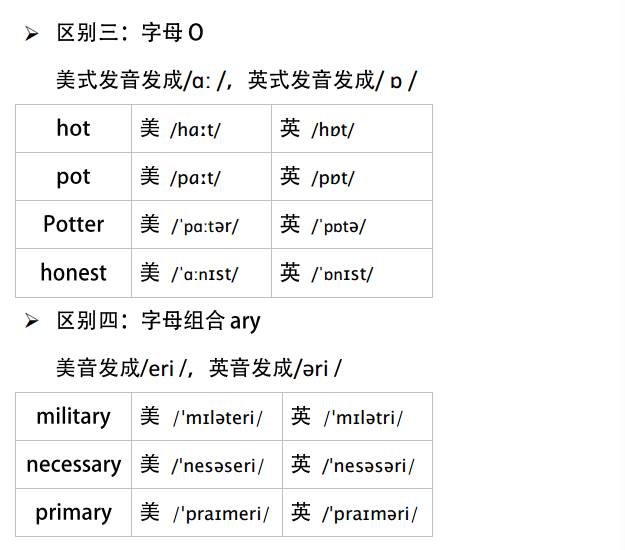 ➢ 区别三：字母 O
美式发音发成/ɑː /，英式发音发成/ ɒ /
hot 美 /hɑːt/ 英 /hɒt/
pot 美 /pɑːt/ 英 /pɒt/
Potter 美 /ˈpɑːtər/ 英 /ˈpɒtə/
honest 美 /ˈɑːnɪst/ 英 /ˈɒnɪst/
➢ 区别四：字母组合 ary
美音发成/eri /，英音发成/əri /
military 美 /ˈmɪləteri/ 英 /ˈmɪlətri/
necessary 美 /ˈnesəseri/ 英 /ˈnesəsəri/
primary 美 /ˈpraɪmeri/ 英 /ˈpraɪməri/